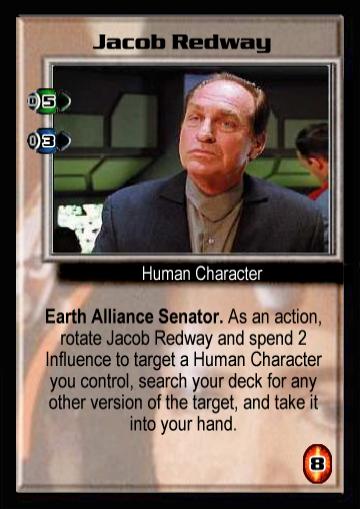 Jacob Redway
5
3
Human Character
Earth Alliance Senator. As an action,
rotate Jacob Redway and spend 2
Influence to target a Human Character
you control, search your deck for any
other version of the target, and take it
into your hand.
8